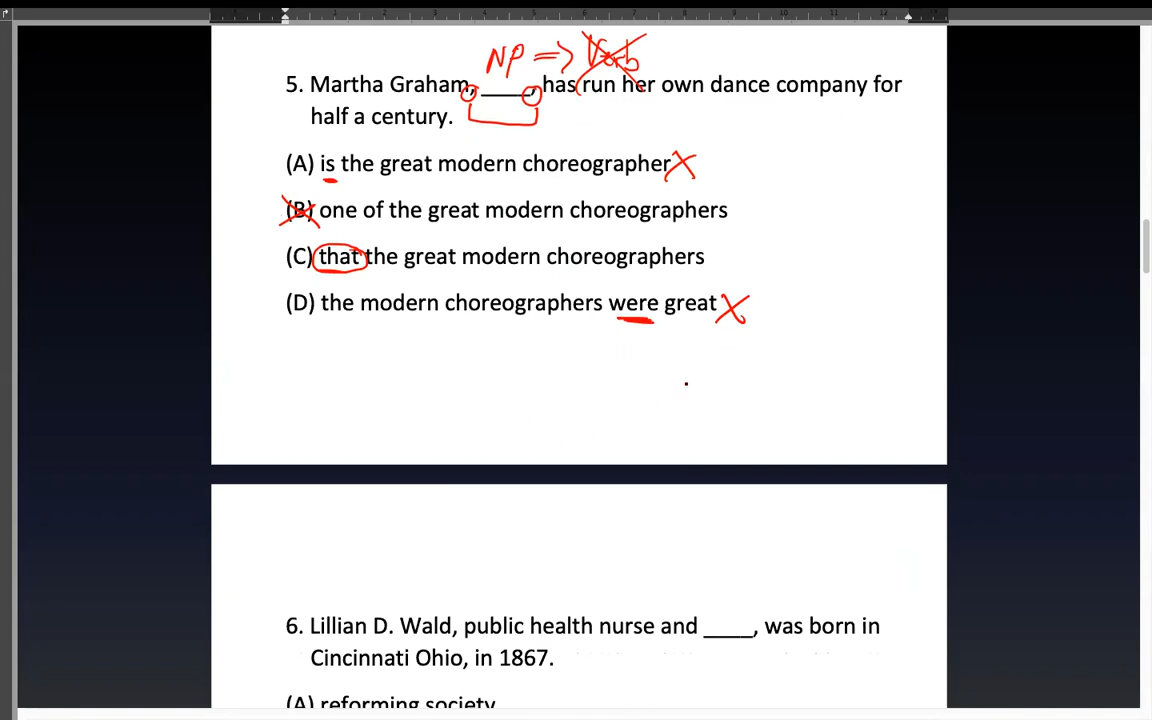 NP => Verb
5. Martha Graham, ____, has run her own dance company for
half a century.
(A) is the great modern choreographer
(B) one of the great modern choreographers
(C) that the great modern choreographers
(D) the modern choreographers were great
6. Lillian D. Wald, public health nurse and ____, was born in
Cincinnati Ohio, in 1867.
(A) reforming society